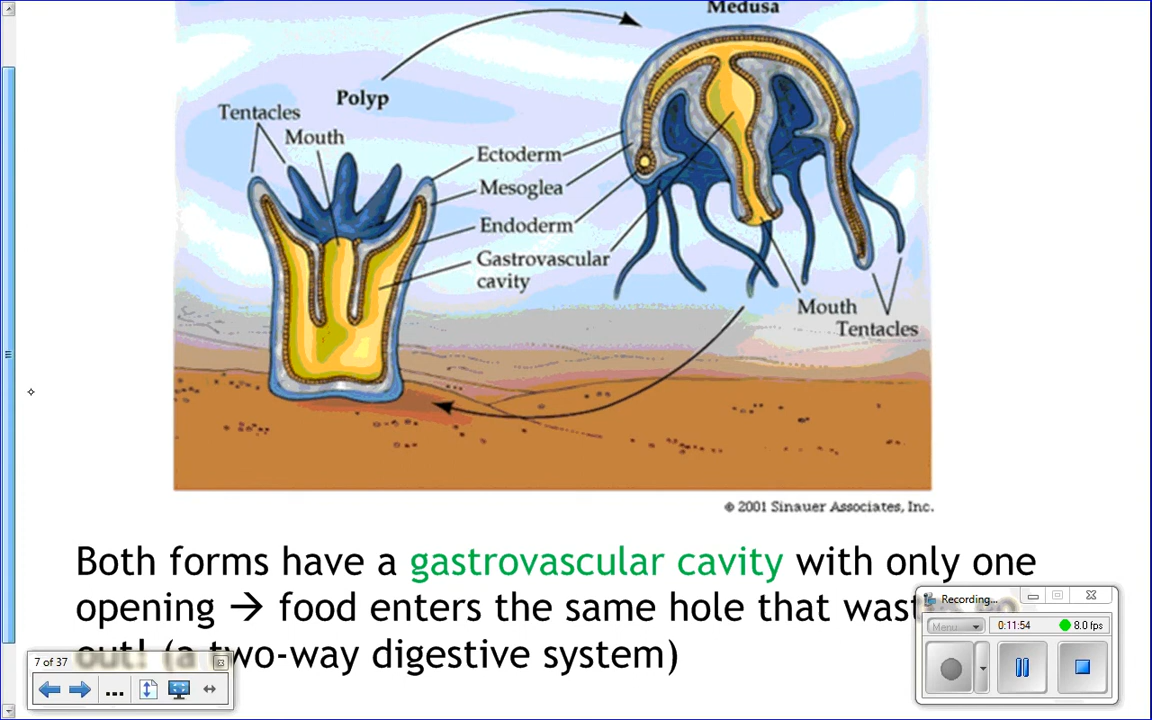 Medusa
Polyp
Tentacles
Mouth
Ectoderm
Mesoglea
Endoderm
Gastrovascular
cavity
Mouth
Tentacles
© 2001 Sinauer Associates, Inc.
Both forms have a gastrovascular cavity with only one
opening → food enters the same hole that
out! (a two-way digestive system)
Recording...
Menu
0:11:54
8.0 fps
7 of 37